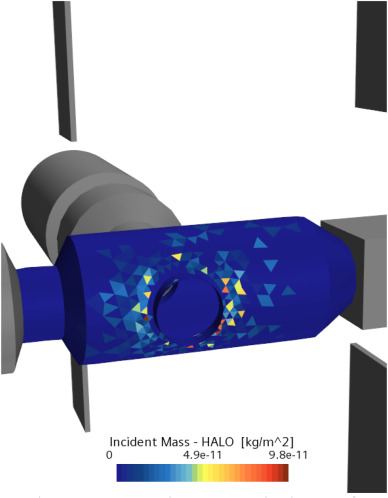 Incident Mass - HALO [kg/m^2]
0 4.9e-11 9.8e-11